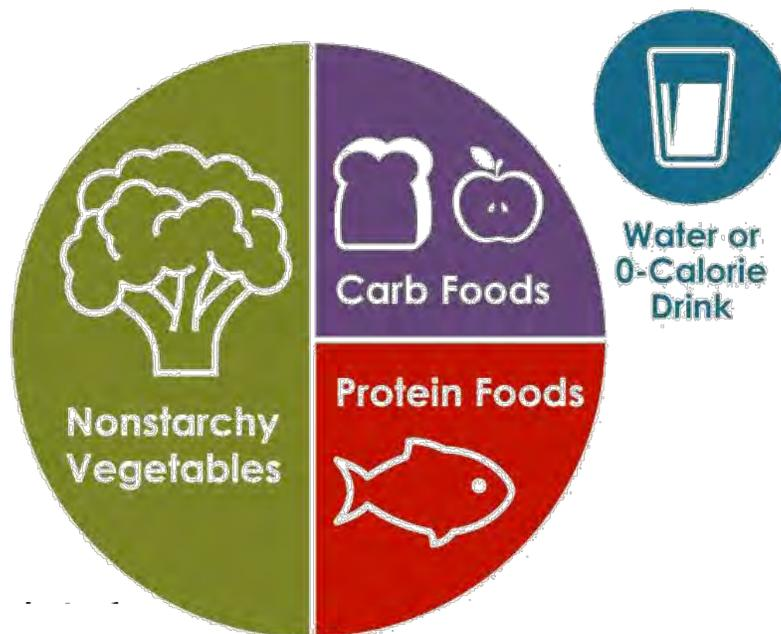 Carb Foods
Water or
0-Calorie
Drink
Protein Foods
Nonstarchy
Vegetables